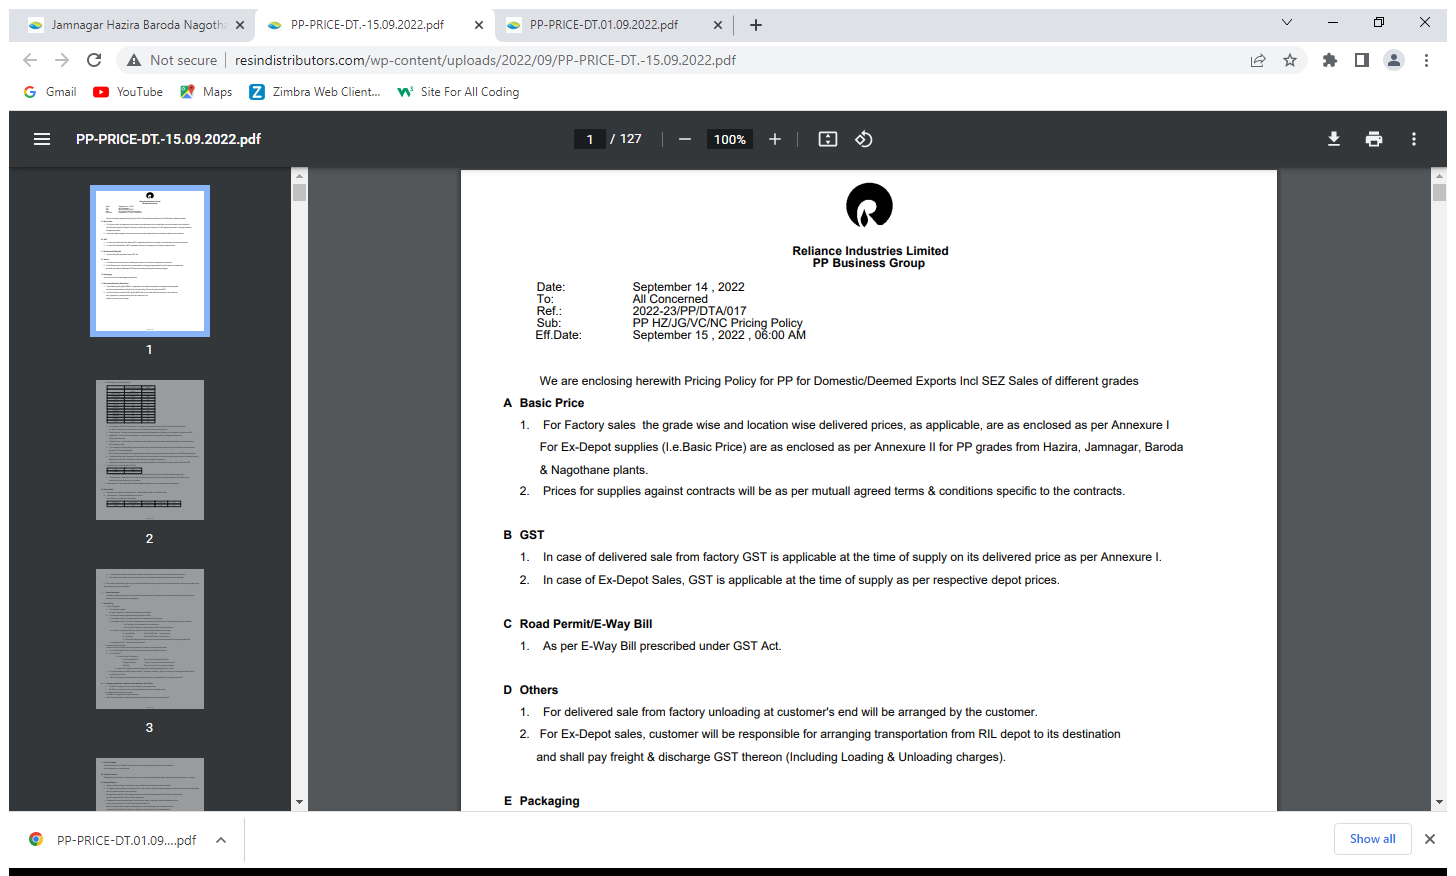 Jamnagar Hazira Baroda Nagoth
PP-PRICE-DT.-15.09.2022.pdf
PP-PRICE-DT.01.09.2022.pdf
Not secure
resindistributors.com/wp-content/uploads/2022/09/PP-PRICE-DT.-15.09.2022.pdf
Gmail
YouTube
Maps
Zimbra Web Client...
Site For All Coding
PP-PRICE-DT.-15.09.2022.pdf
1 / 127
100%
1
2
3
Reliance Industries Limited
PP Business Group
Date: September 14 , 2022
To: All Concerned
Ref.: 2022-23/PP/DTA/017
Sub: PP HZ/JG/VC/NC Pricing Policy
Eff.Date: September 15 , 2022 , 06:00 AM
We are enclosing herewith Pricing Policy for PP for Domestic/Deemed Exports Incl SEZ Sales of different grades
A Basic Price
1. For Factory sales the grade wise and location wise delivered prices, as applicable, are as enclosed as per Annexure I
For Ex-Depot supplies (I.e.Basic Price) are as enclosed as per Annexure II for PP grades from Hazira, Jamnagar, Baroda
& Nagothane plants.
2. Prices for supplies against contracts will be as per mutuall agreed terms & conditions specific to the contracts.
B GST
1. In case of delivered sale from factory GST is applicable at the time of supply on its delivered price as per Annexure I.
2. In case of Ex-Depot Sales, GST is applicable at the time of supply as per respective depot prices.
C Road Permit/E-Way Bill
1. As per E-Way Bill prescribed under GST Act.
D Others
1. For delivered sale from factory unloading at customer's end will be arranged by the customer.
2. For Ex-Depot sales, customer will be responsible for arranging transportation from RIL depot to its destination
and shall pay freight & discharge GST thereon (Including Loading & Unloading charges).
E Packaging
PP-PRICE-DT.01.09....pdf
Show all